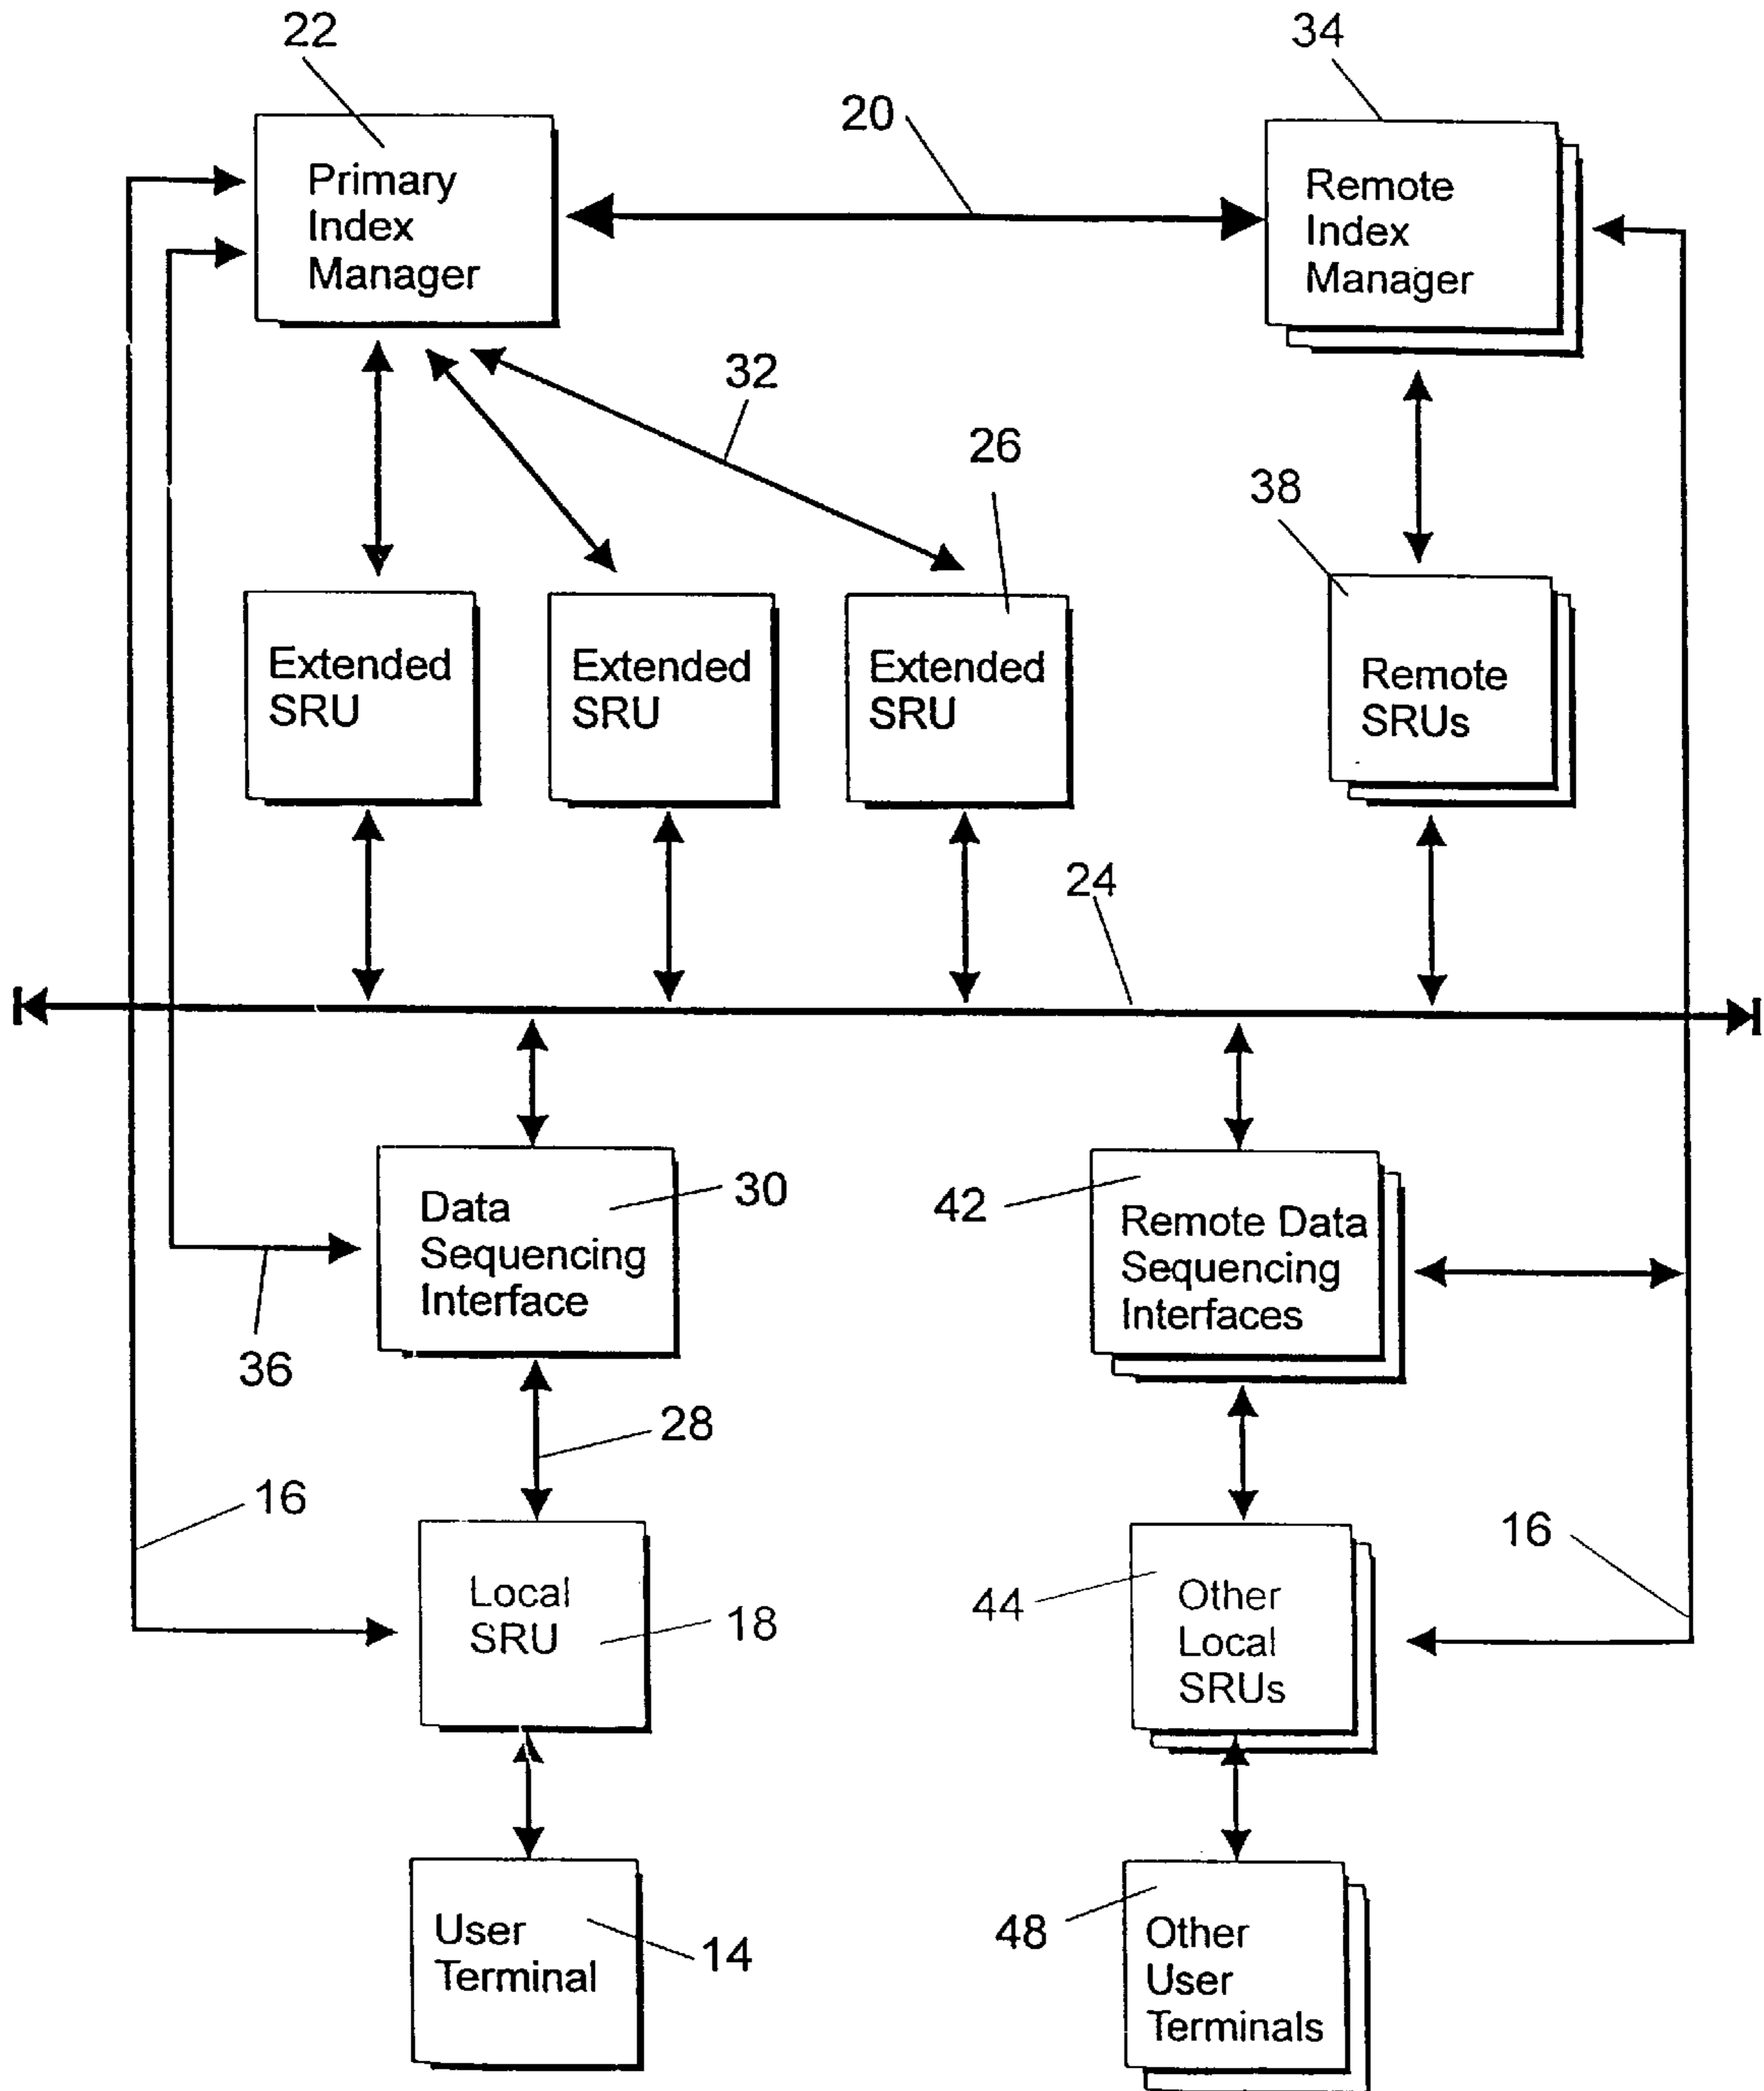 22
34
20
Primary
Index
Manager
Remote
Index
Manager
32
26
38
Extended
SRU
Extended
SRU
Extended
SRU
Remote
SRUs
24
Data
Sequencing
Interface
30
42
Remote Data
Sequencing
Interfaces
36
28
16
16
Local
SRU
18
44
Other
Local
SRUs
User
Terminal
14
48
Other
User
Terminals